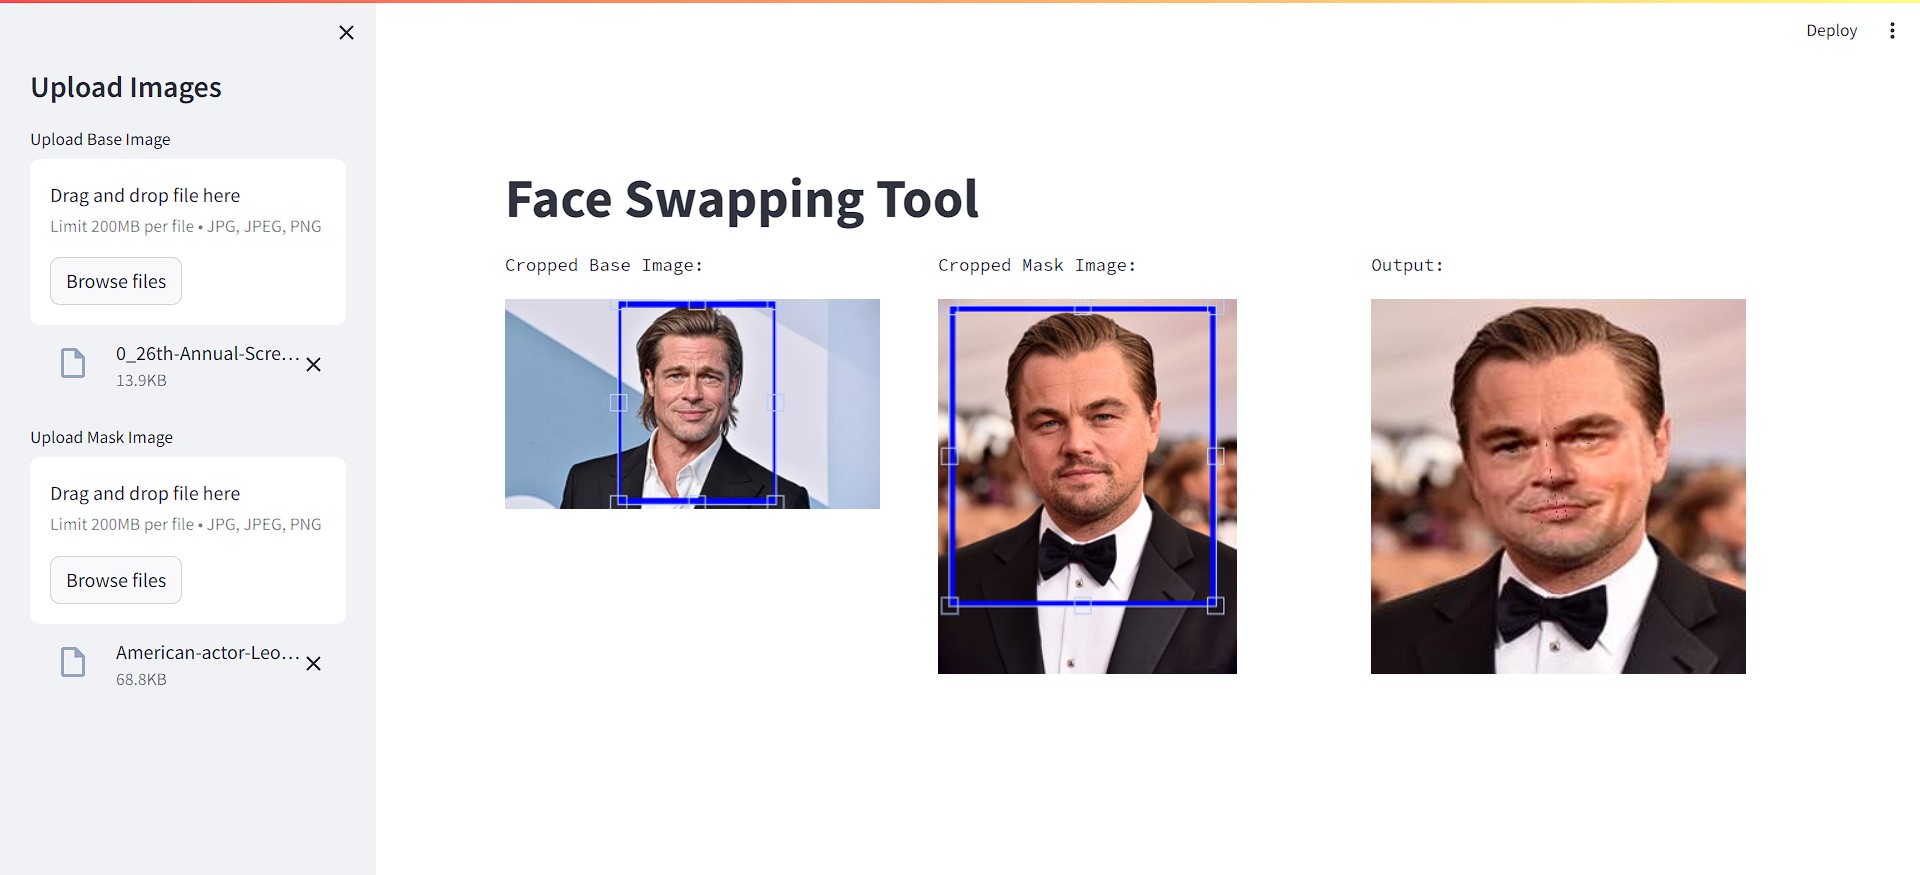 Deploy
Upload Images
Upload Base Image
Drag and drop file here
Limit 200MB per file • JPG, JPEG, PNG
Browse files
0_26th-Annual-Scre...
13.9KB
Upload Mask Image
Drag and drop file here
Limit 200MB per file • JPG, JPEG, PNG
Browse files
American-actor-Leo...
68.8KB
Face Swapping Tool
Cropped Base Image:
Cropped Mask Image:
Output: